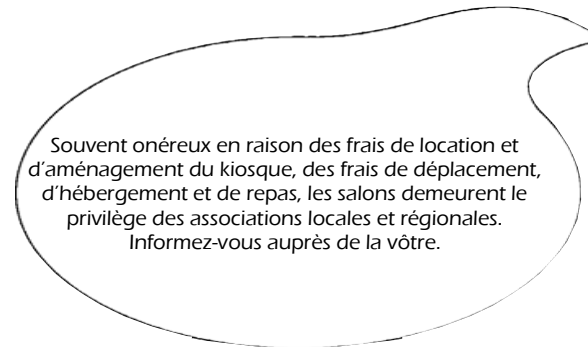 Souvent onéreux en raison des frais de location et
d'aménagement du kiosque, des frais de déplacement,
d'hébergement et de repas, les salons demeurent le
privilège des associations locales et régionales.
Informez-vous auprès de la vôtre.